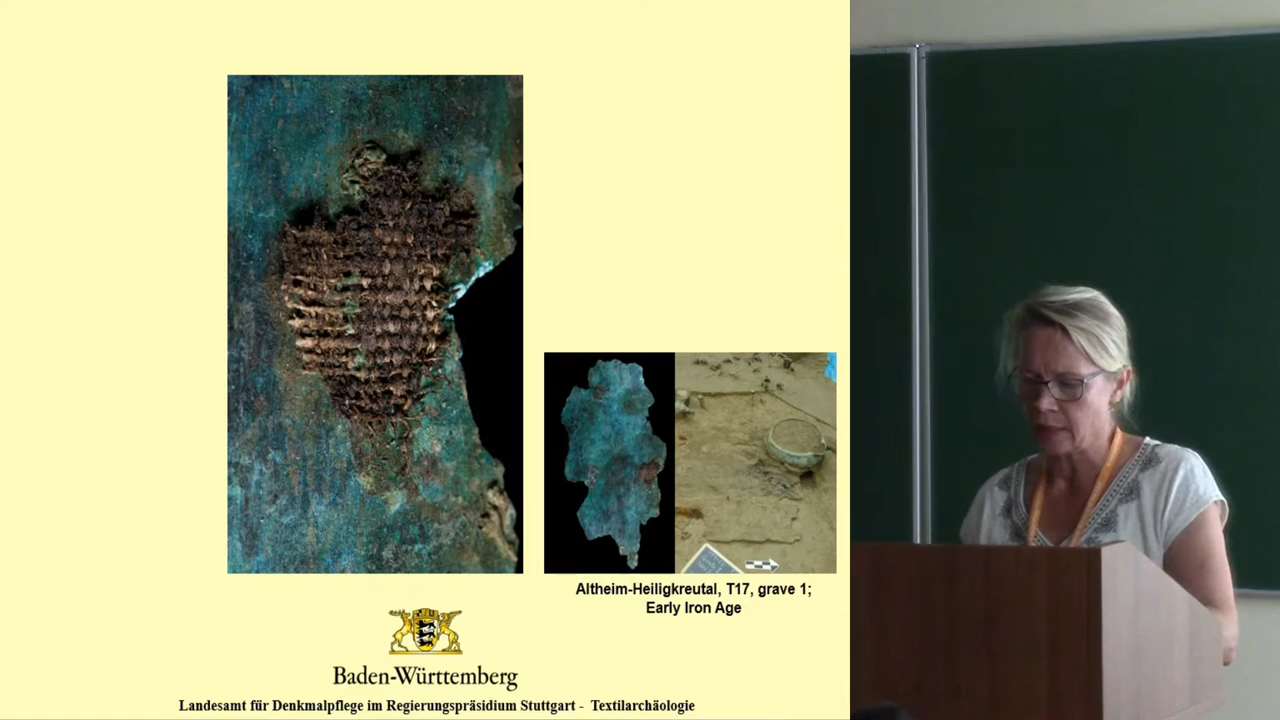 Altheim-Heiligkreutal, T17, grave 1;
Early Iron Age
Baden-Württemberg
Landesamt für Denkmalpflege im Regierungspräsidium Stuttgart - Textilarchäologie